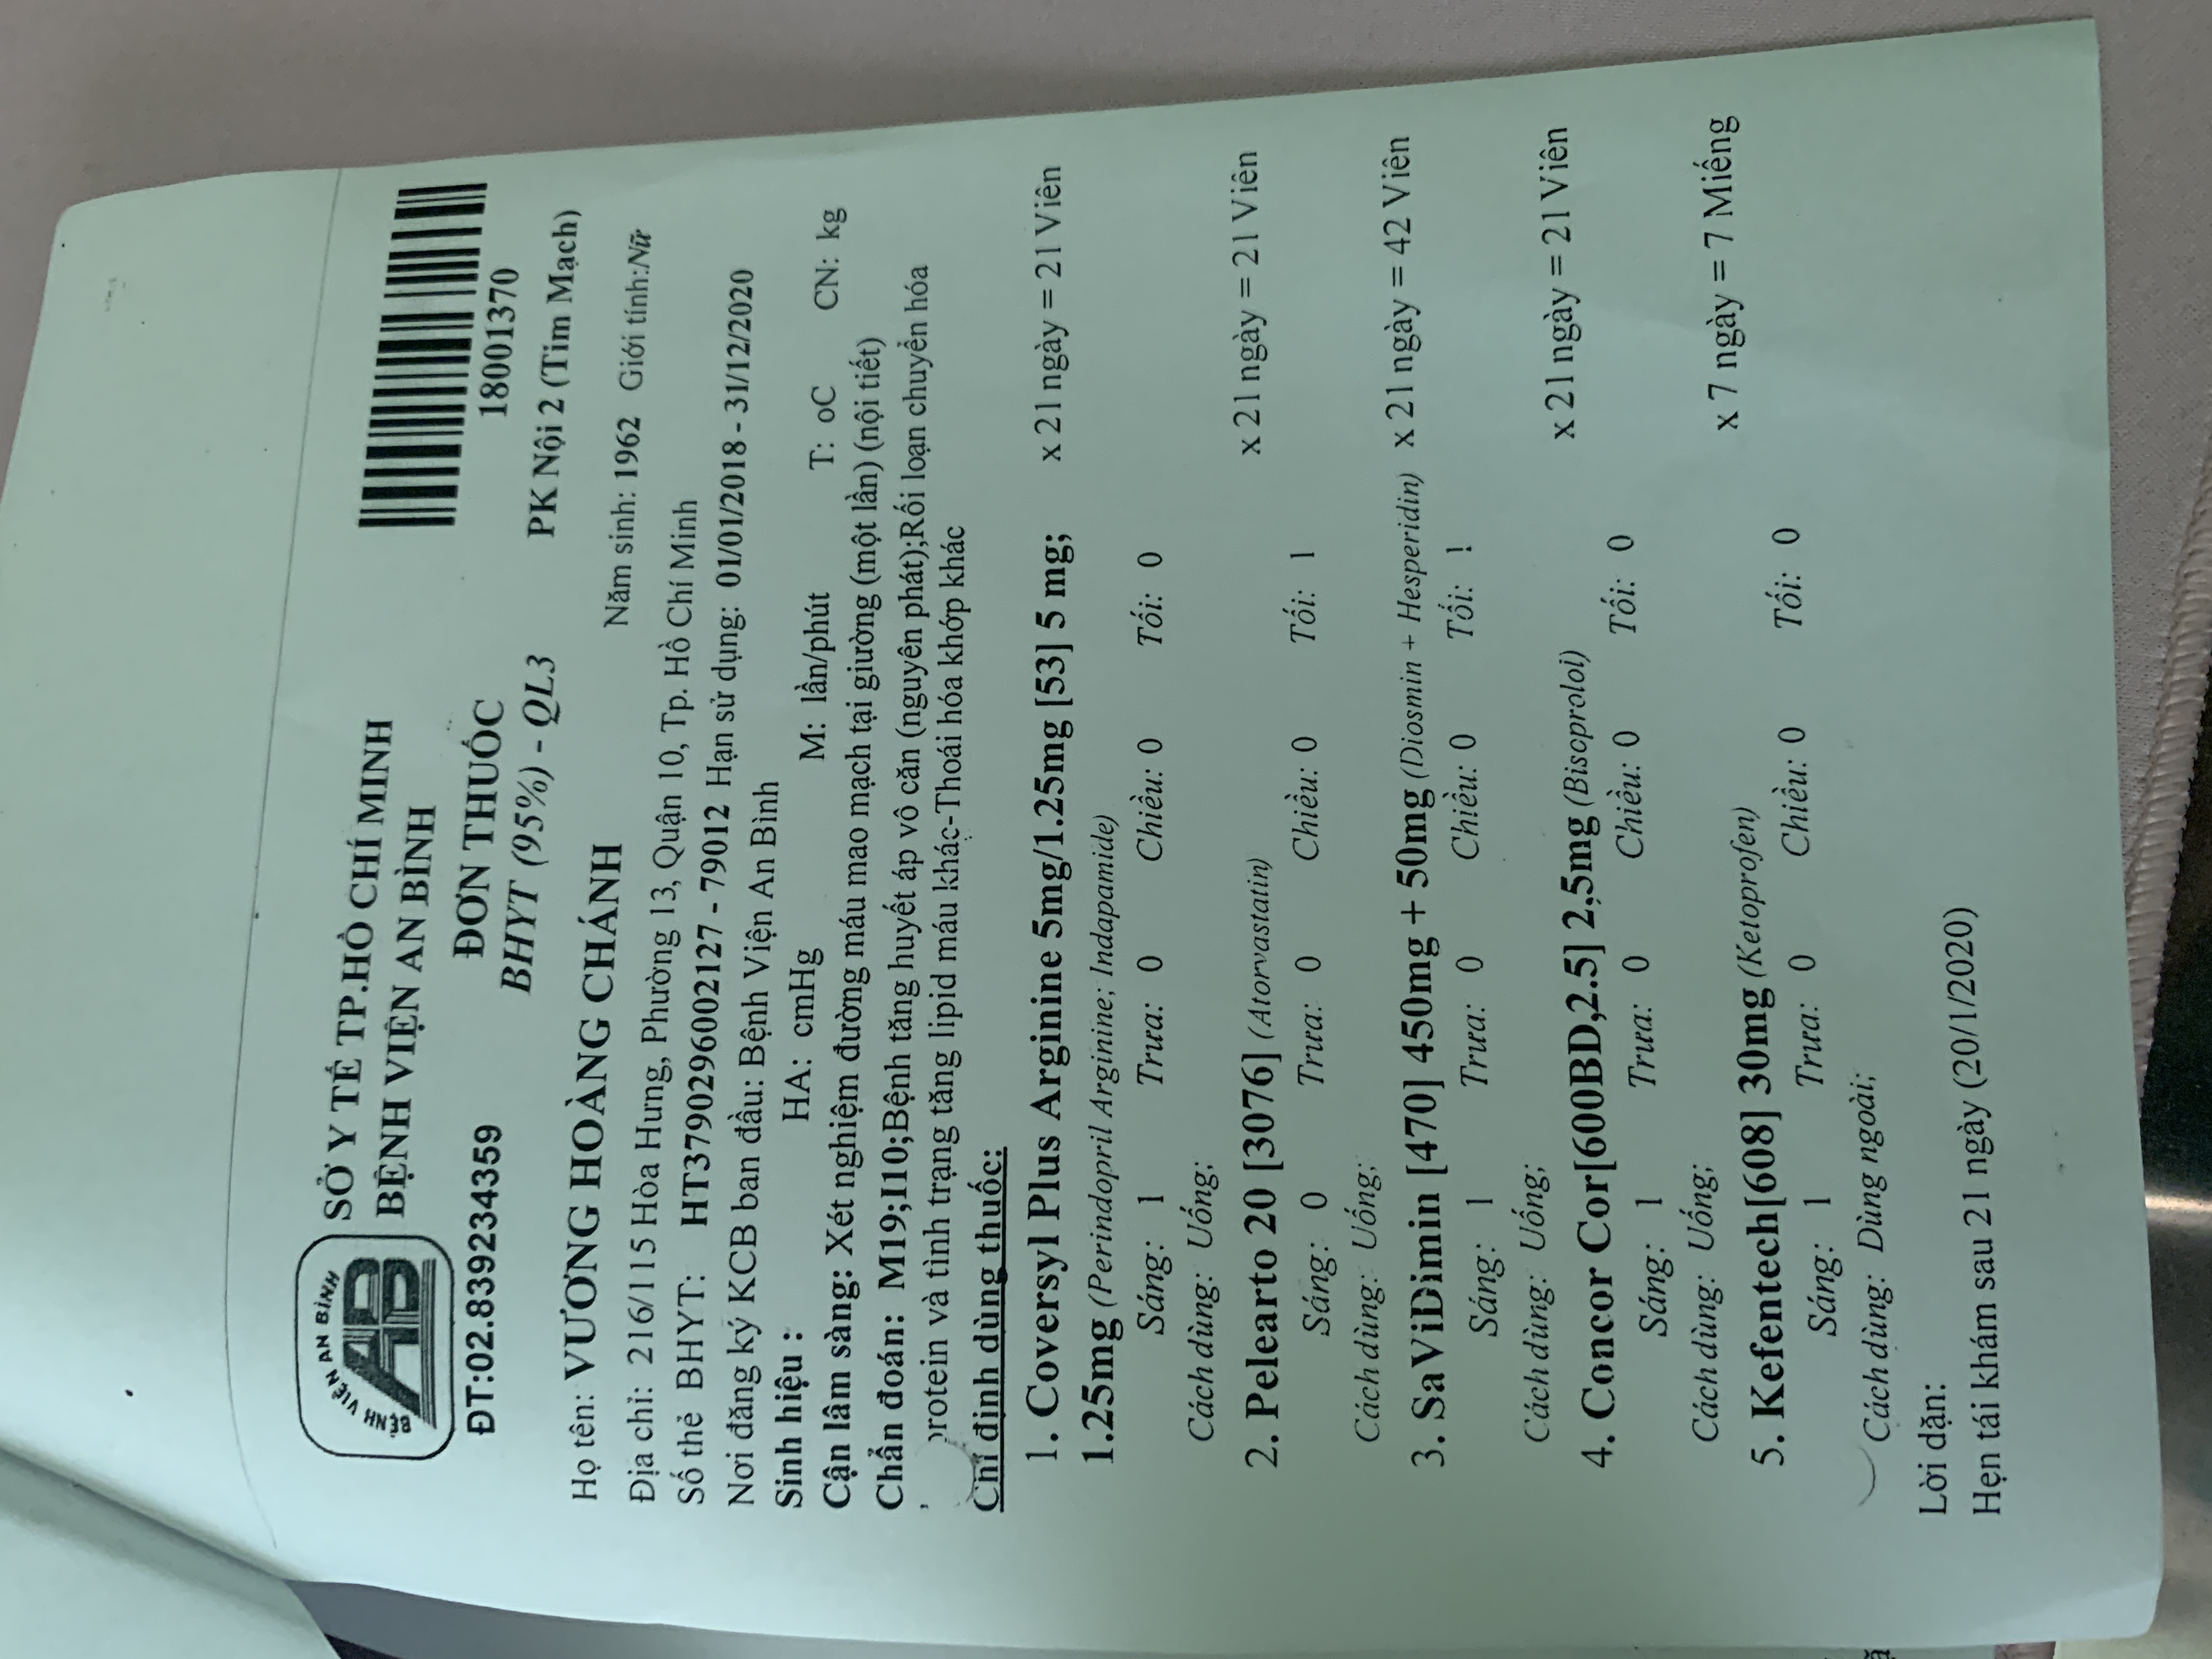 BỆNH VIỆN AN BÌNH
AB
SỞ Y TẾ TP.HỒ CHÍ MINH
BỆNH VIỆN AN BÌNH
ĐT:02.839234359
ĐƠN THUỐC
BHYT (95%) - QL3
18001370
PK Nội 2 (Tim Mạch)
Họ tên: VƯƠNG HOÀNG CHÁNH Năm sinh: 1962 Giới tính:Nữ
Địa chỉ: 216/115 Hòa Hưng, Phường 13, Quận 10, Tp. Hồ Chí Minh
Số thẻ BHYT: HT3790296002127 - 79012 Hạn sử dụng: 01/01/2018 - 31/12/2020
Nơi đăng ký KCB ban đầu: Bệnh Viện An Bình
Sinh hiệu : HA: cmHg M: lần/phút T: oC CN: kg
Cận lâm sàng: Xét nghiệm đường máu mao mạch tại giường (một lần) (nội tiết)
Chẩn đoán: M19;I10;Bệnh tăng huyết áp vô căn (nguyên phát);Rối loạn chuyển hóa
protein và tình trạng tăng lipid máu khác-Thoái hóa khớp khác
Chỉ định dùng thuốc:
1. Coversyl Plus Arginine 5mg/1.25mg [53] 5 mg; x 21 ngày = 21 Viên
1.25mg (Perindopril Arginine; Indapamide)
Sáng: 1 Trưa: 0 Chiều: 0 Tối: 0
Cách dùng: Uống;
2. Pelearto 20 [3076] (Atorvastatin) x 21 ngày = 21 Viên
Sáng: 0 Trưa: 0 Chiều: 0 Tối: 1
Cách dùng: Uống;
3. SaViDimin [470] 450mg + 50mg (Diosmin + Hesperidin) x 21 ngày = 42 Viên
Sáng: 1 Trưa: 0 Chiều: 0 Tối: 1
Cách dùng: Uống;
4. Concor Cor[600BD,2.5] 2,5mg (Bisoprolol) x 21 ngày = 21 Viên
Sáng: 1 Trưa: 0 Chiều: 0 Tối: 0
Cách dùng: Uống;
5. Kefentech[608] 30mg (Ketoprofen) x 7 ngày = 7 Miếng
Sáng: 1 Trưa: 0 Chiều: 0 Tối: 0
Cách dùng: Dùng ngoài;
Lời dặn:
Hẹn tái khám sau 21 ngày (20/1/2020)